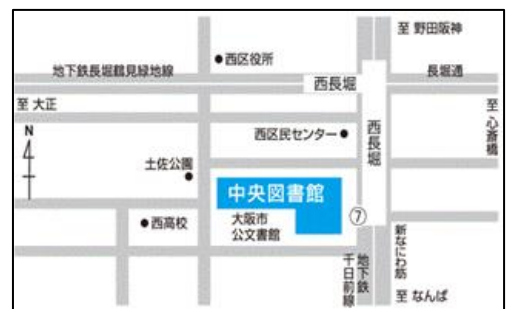 至 野田阪神
西区役所
地下鉄長堀鶴見緑地線
長堀通
西長堀
至 大正
至 心斎橋
N
西区民センター
西長堀
土佐公園
中央図書館
大阪市
公文書館
⑦
西高校
新なにわ筋
地下鉄
千日前線
至 なんば